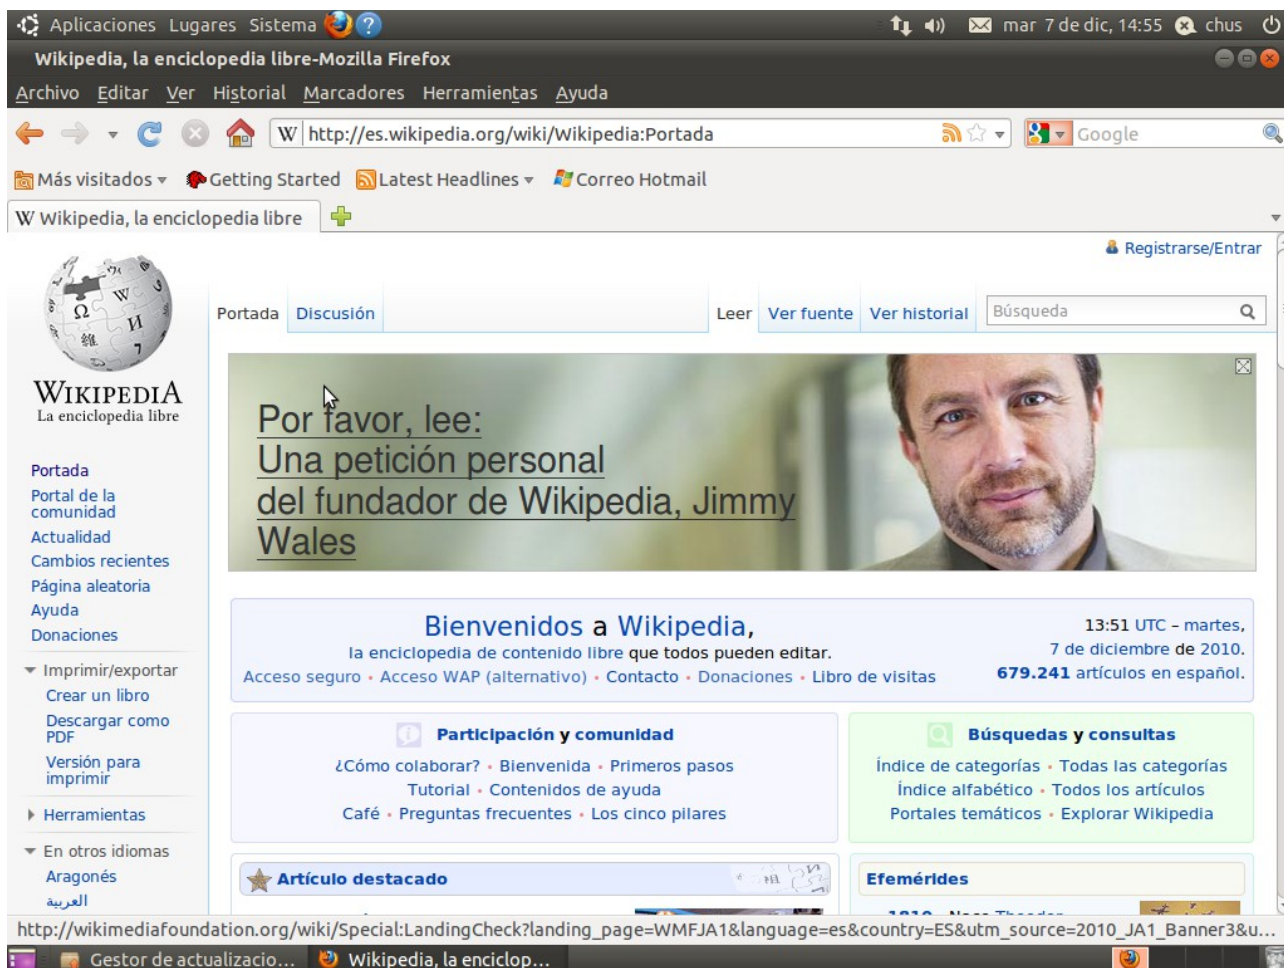 Aplicaciones Lugares Sistema ? mar 7 de dic, 14:55 chus
Wikipedia, la enciclopedia libre-Mozilla Firefox
Archivo Editar Ver Historial Marcadores Herramientas Ayuda
W http://es.wikipedia.org/wiki/Wikipedia:Portada Google
Más visitados Getting Started Latest Headlines Correo Hotmail
W Wikipedia, la enciclopedia libre
Registrarse/Entrar
Portada Discusión Leer Ver fuente Ver historial Búsqueda
WIKIPEDIA
La enciclopedia libre
Portada
Portal de la
comunidad
Actualidad
Cambios recientes
Página aleatoria
Ayuda
Donaciones
Imprimir/exportar
Crear un libro
Descargar como
PDF
Versión para
imprimir
Herramientas
En otros idiomas
Aragonés
العربية
Por favor, lee:
Una petición personal
del fundador de Wikipedia, Jimmy
Wales
Bienvenidos a Wikipedia,
la enciclopedia de contenido libre que todos pueden editar.
Acceso seguro • Acceso WAP (alternativo) • Contacto • Donaciones • Libro de visitas
13:51 UTC – martes,
7 de diciembre de 2010.
679.241 artículos en español.
Participación y comunidad
¿Cómo colaborar? • Bienvenida • Primeros pasos
Tutorial • Contenidos de ayuda
Café • Preguntas frecuentes • Los cinco pilares
Búsquedas y consultas
Índice de categorías • Todas las categorías
Índice alfabético • Todos los artículos
Portales temáticos • Explorar Wikipedia
Artículo destacado
Efemérides
http://wikimediafoundation.org/wiki/Special:LandingCheck?landing_page=WMFJA1&language=es&country=ES&utm_source=2010_JA1_Banner3&u...
Gestor de actualizacio... Wikipedia, la enciclop...